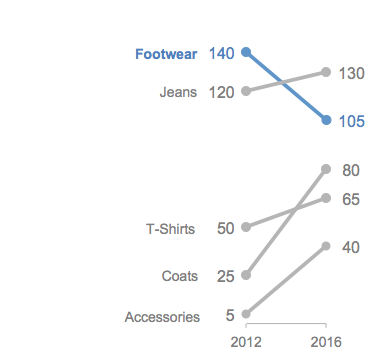 Footwear 140
Jeans 120
130
105
80
65
T-Shirts 50
Coats 25
40
Accessories 5
2012 2016